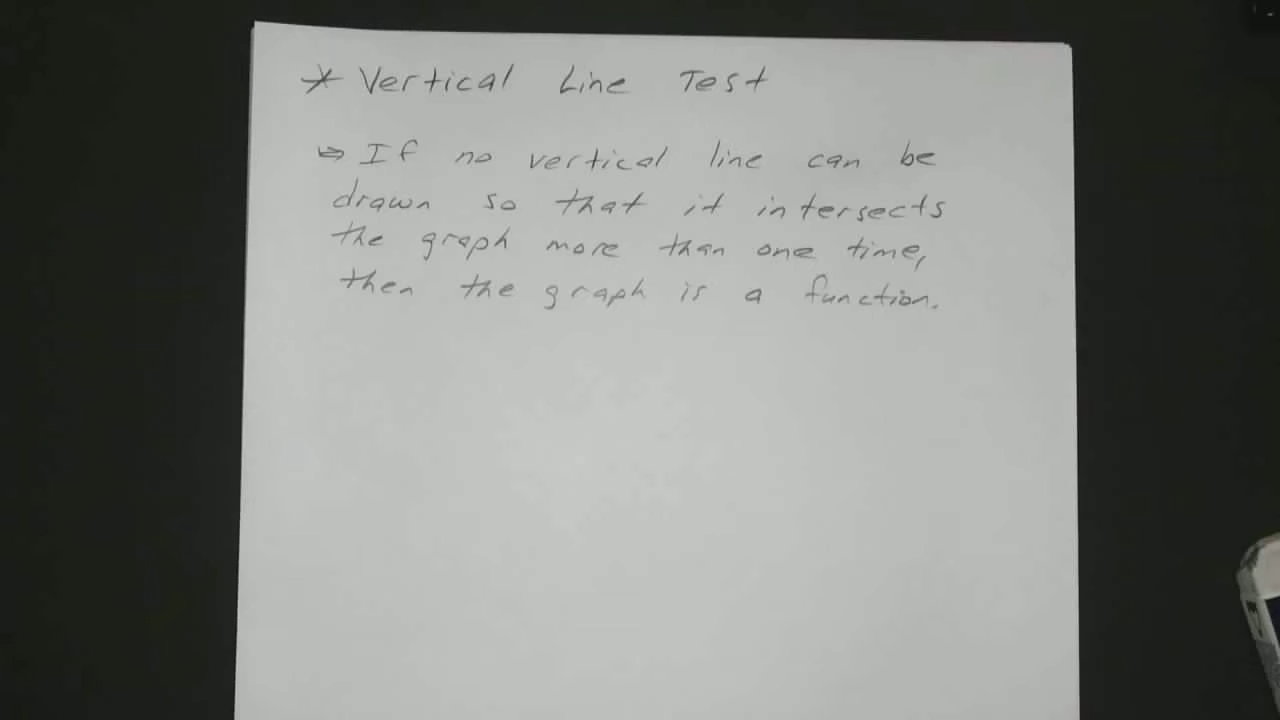 * Vertical Line Test
↳ If no vertical line can be
drawn so that it intersects
the graph more than one time,
then the graph is a function.